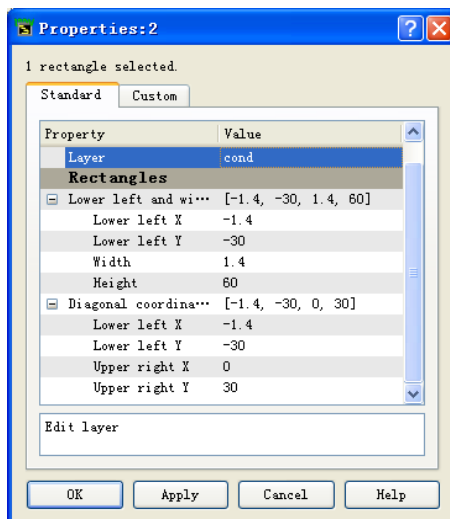 Properties:2
1 rectangle selected.
Standard Custom
Property Value
Layer cond
Rectangles
Lower left and wi··· [-1.4, -30, 1.4, 60]
Lower left X -1.4
Lower left Y -30
Width 1.4
Height 60
Diagonal coordina··· [-1.4, -30, 0, 30]
Lower left X -1.4
Lower left Y -30
Upper right X 0
Upper right Y 30
Edit layer
OK Apply Cancel Help